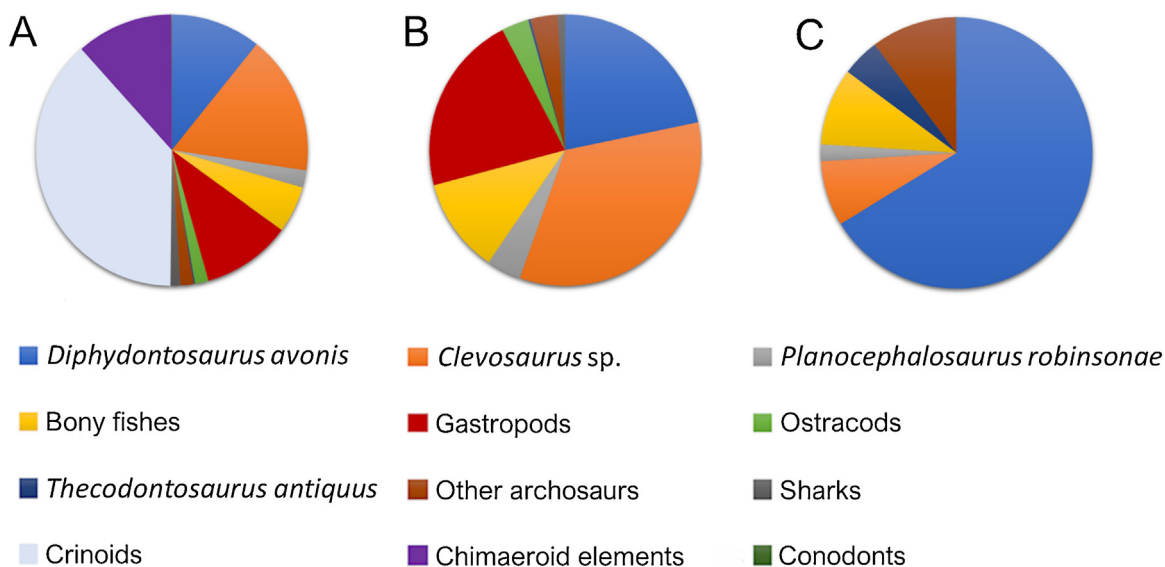 A B C
Diphydontosaurus avonis Clevosaurus sp. Planocephalosaurus robinsonae
Bony fishes Gastropods Ostracods
Thecodontosaurus antiquus Other archosaurs Sharks
Crinoids Chimaeroid elements Conodonts